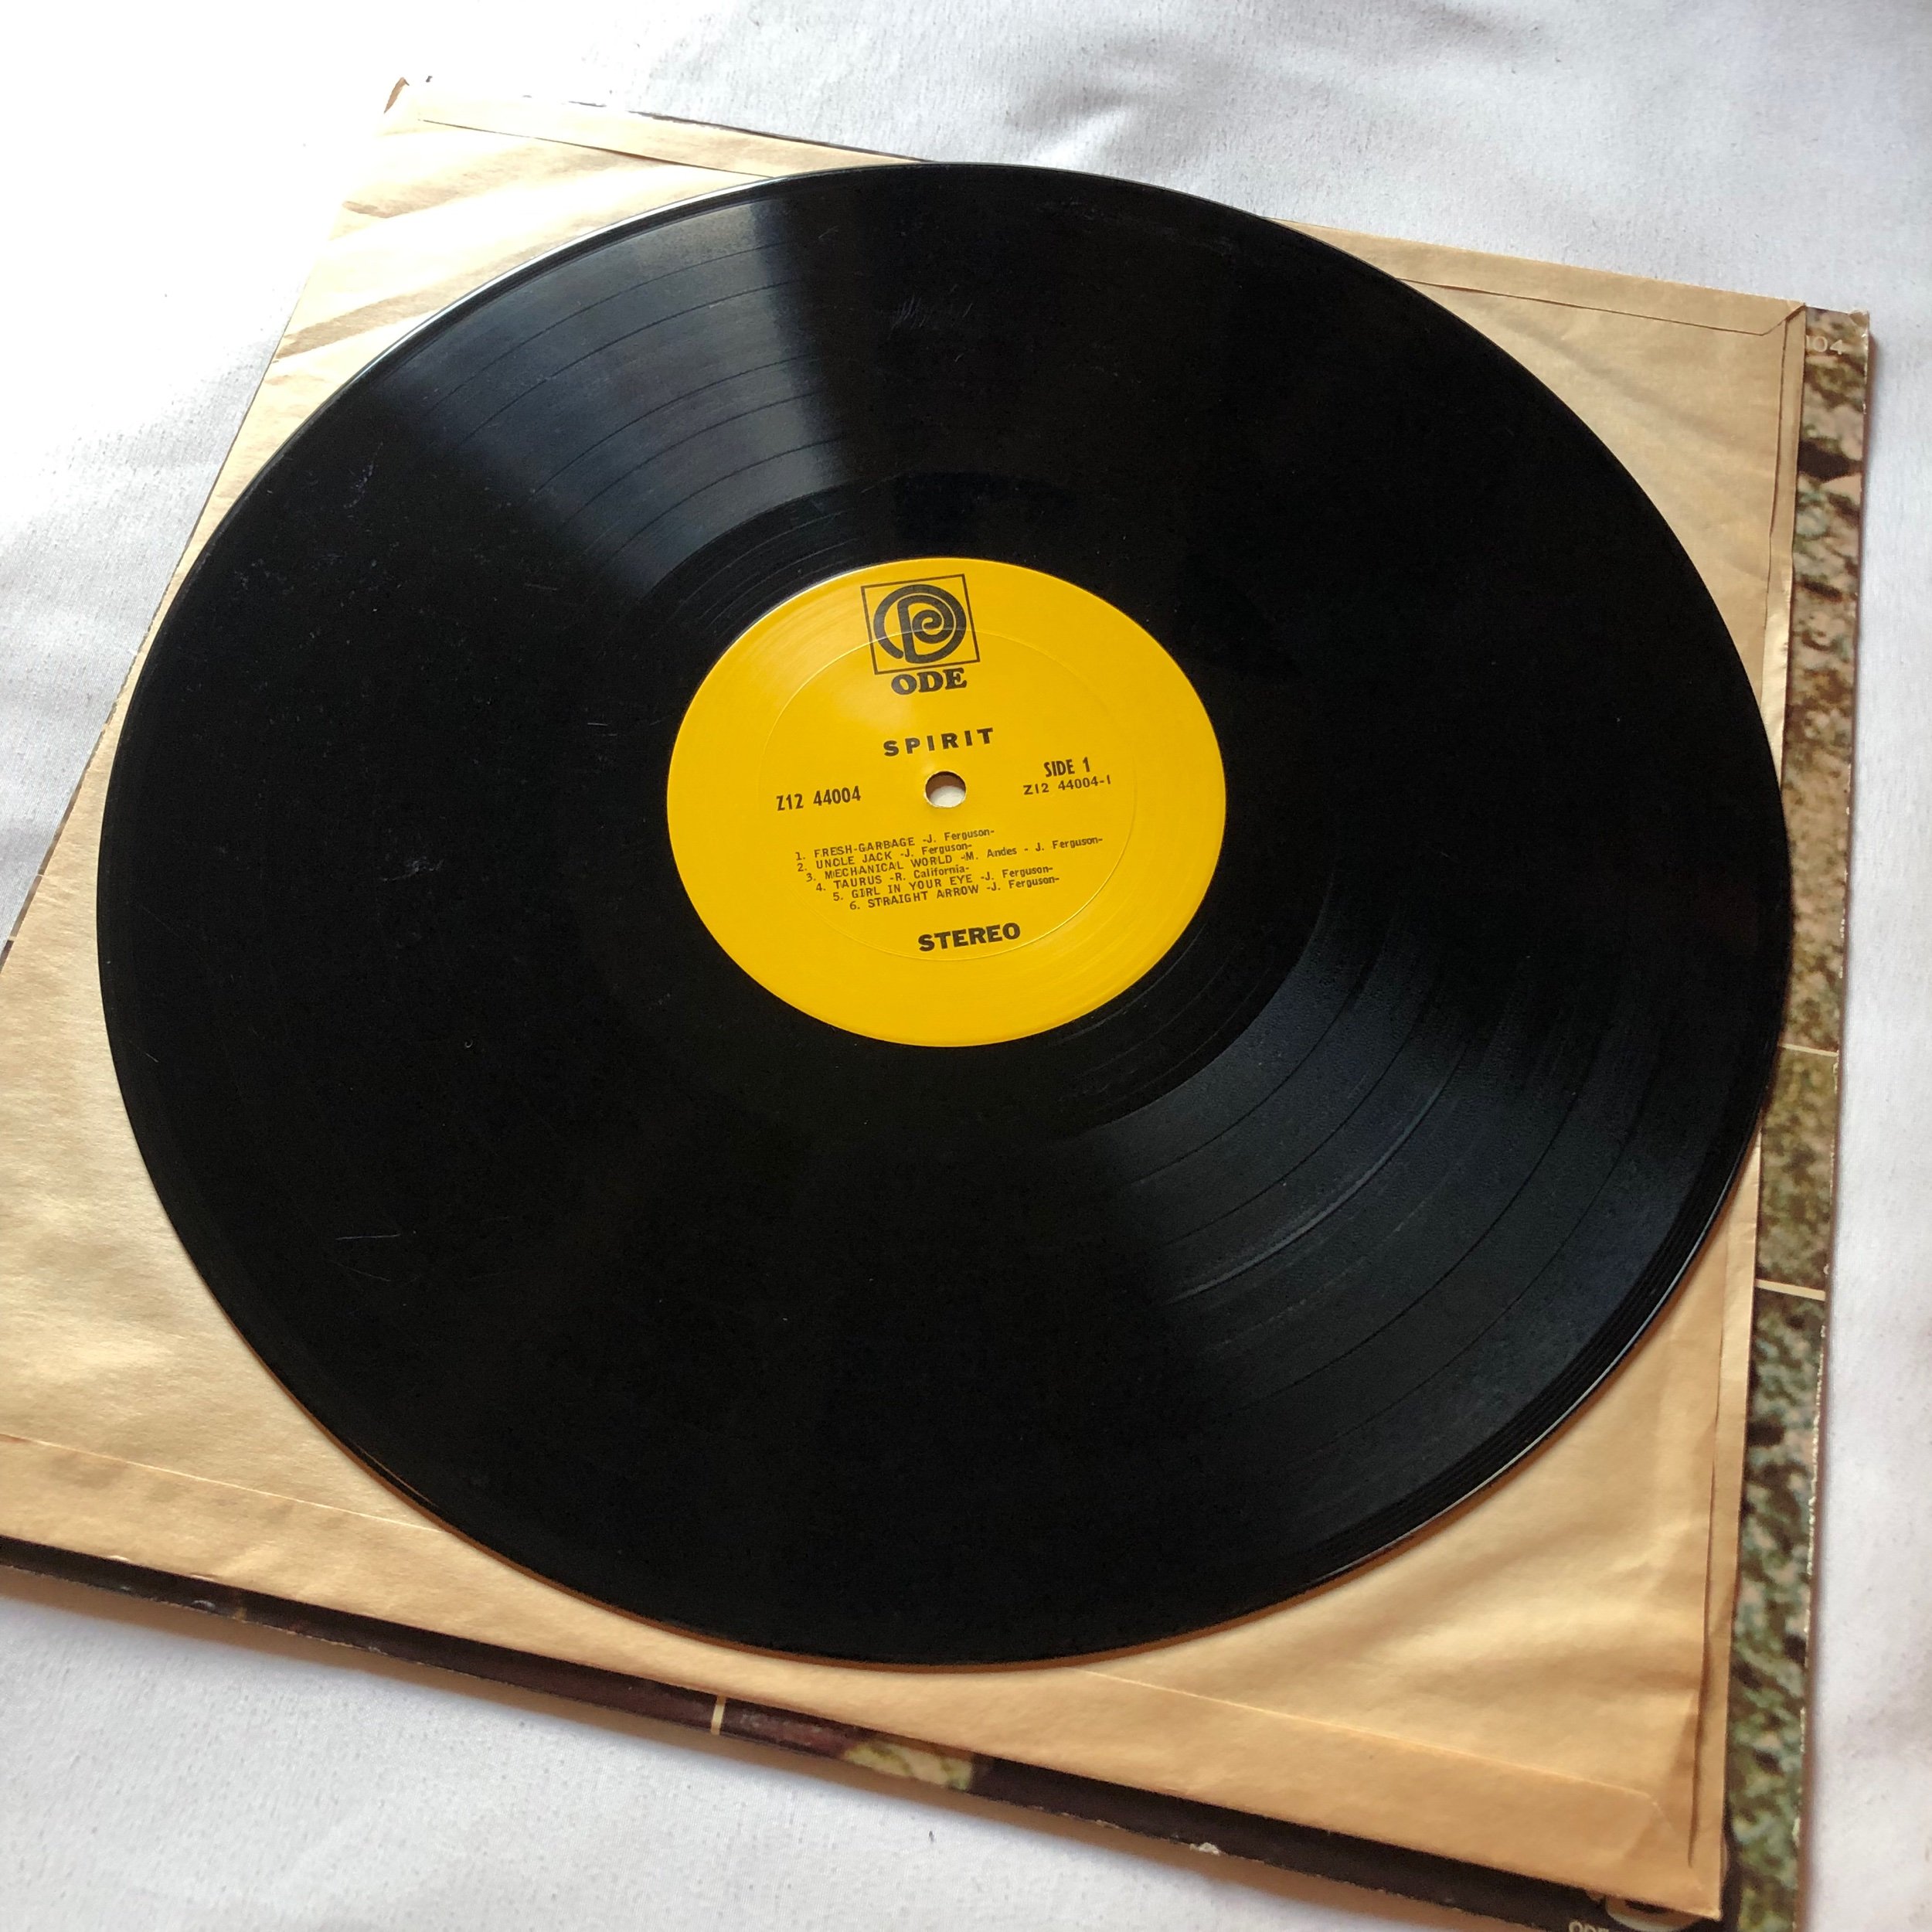 ODE
SPIRIT
Z12 44004
SIDE 1
Z12 44004-1
1. FRESH-GARBAGE -J. Ferguson-
2. UNCLE JACK -J. Ferguson-
3. MECHANICAL WORLD -M. Andes - J. Ferguson-
4. TAURUS -R. California-
5. GIRL IN YOUR EYE -J. Ferguson-
6. STRAIGHT ARROW -J. Ferguson-
STEREO
04